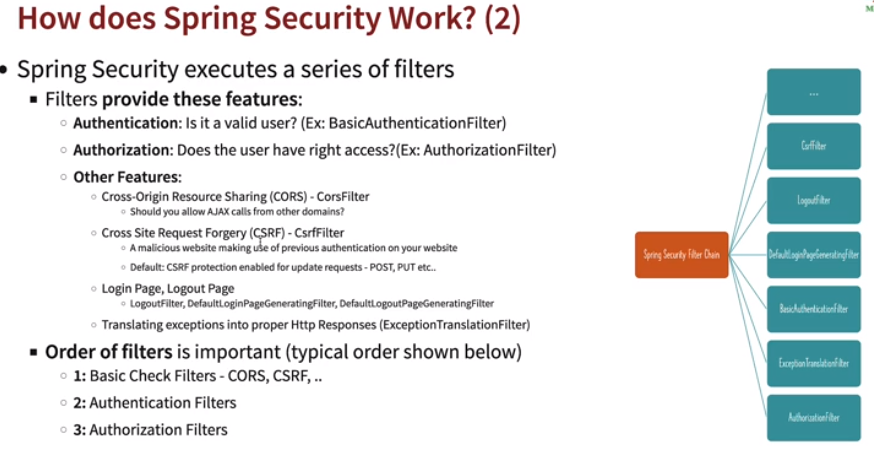 How does Spring Security Work? (2)
• Spring Security executes a series of filters
▪ Filters provide these features:
○ Authentication: Is it a valid user? (Ex: BasicAuthenticationFilter)
○ Authorization: Does the user have right access?(Ex: AuthorizationFilter)
○ Other Features:
○ Cross-Origin Resource Sharing (CORS) - CorsFilter
○ Should you allow AJAX calls from other domains?
○ Cross Site Request Forgery (CSRF) - CsrfFilter
○ A malicious website making use of previous authentication on your website
○ Default: CSRF protection enabled for update requests - POST, PUT etc..
○ Login Page, Logout Page
○ LogoutFilter, DefaultLoginPageGeneratingFilter, DefaultLogoutPageGeneratingFilter
○ Translating exceptions into proper Http Responses (ExceptionTranslationFilter)
▪ Order of filters is important (typical order shown below)
○ 1: Basic Check Filters - CORS, CSRF, ..
○ 2: Authentication Filters
○ 3: Authorization Filters
Spring Security Filter Chain
...
CsrfFilter
LogoutFilter
DefaultLoginPageGeneratingFilter
BasicAuthenticationFilter
ExceptionTranslationFilter
AuthorizationFilter